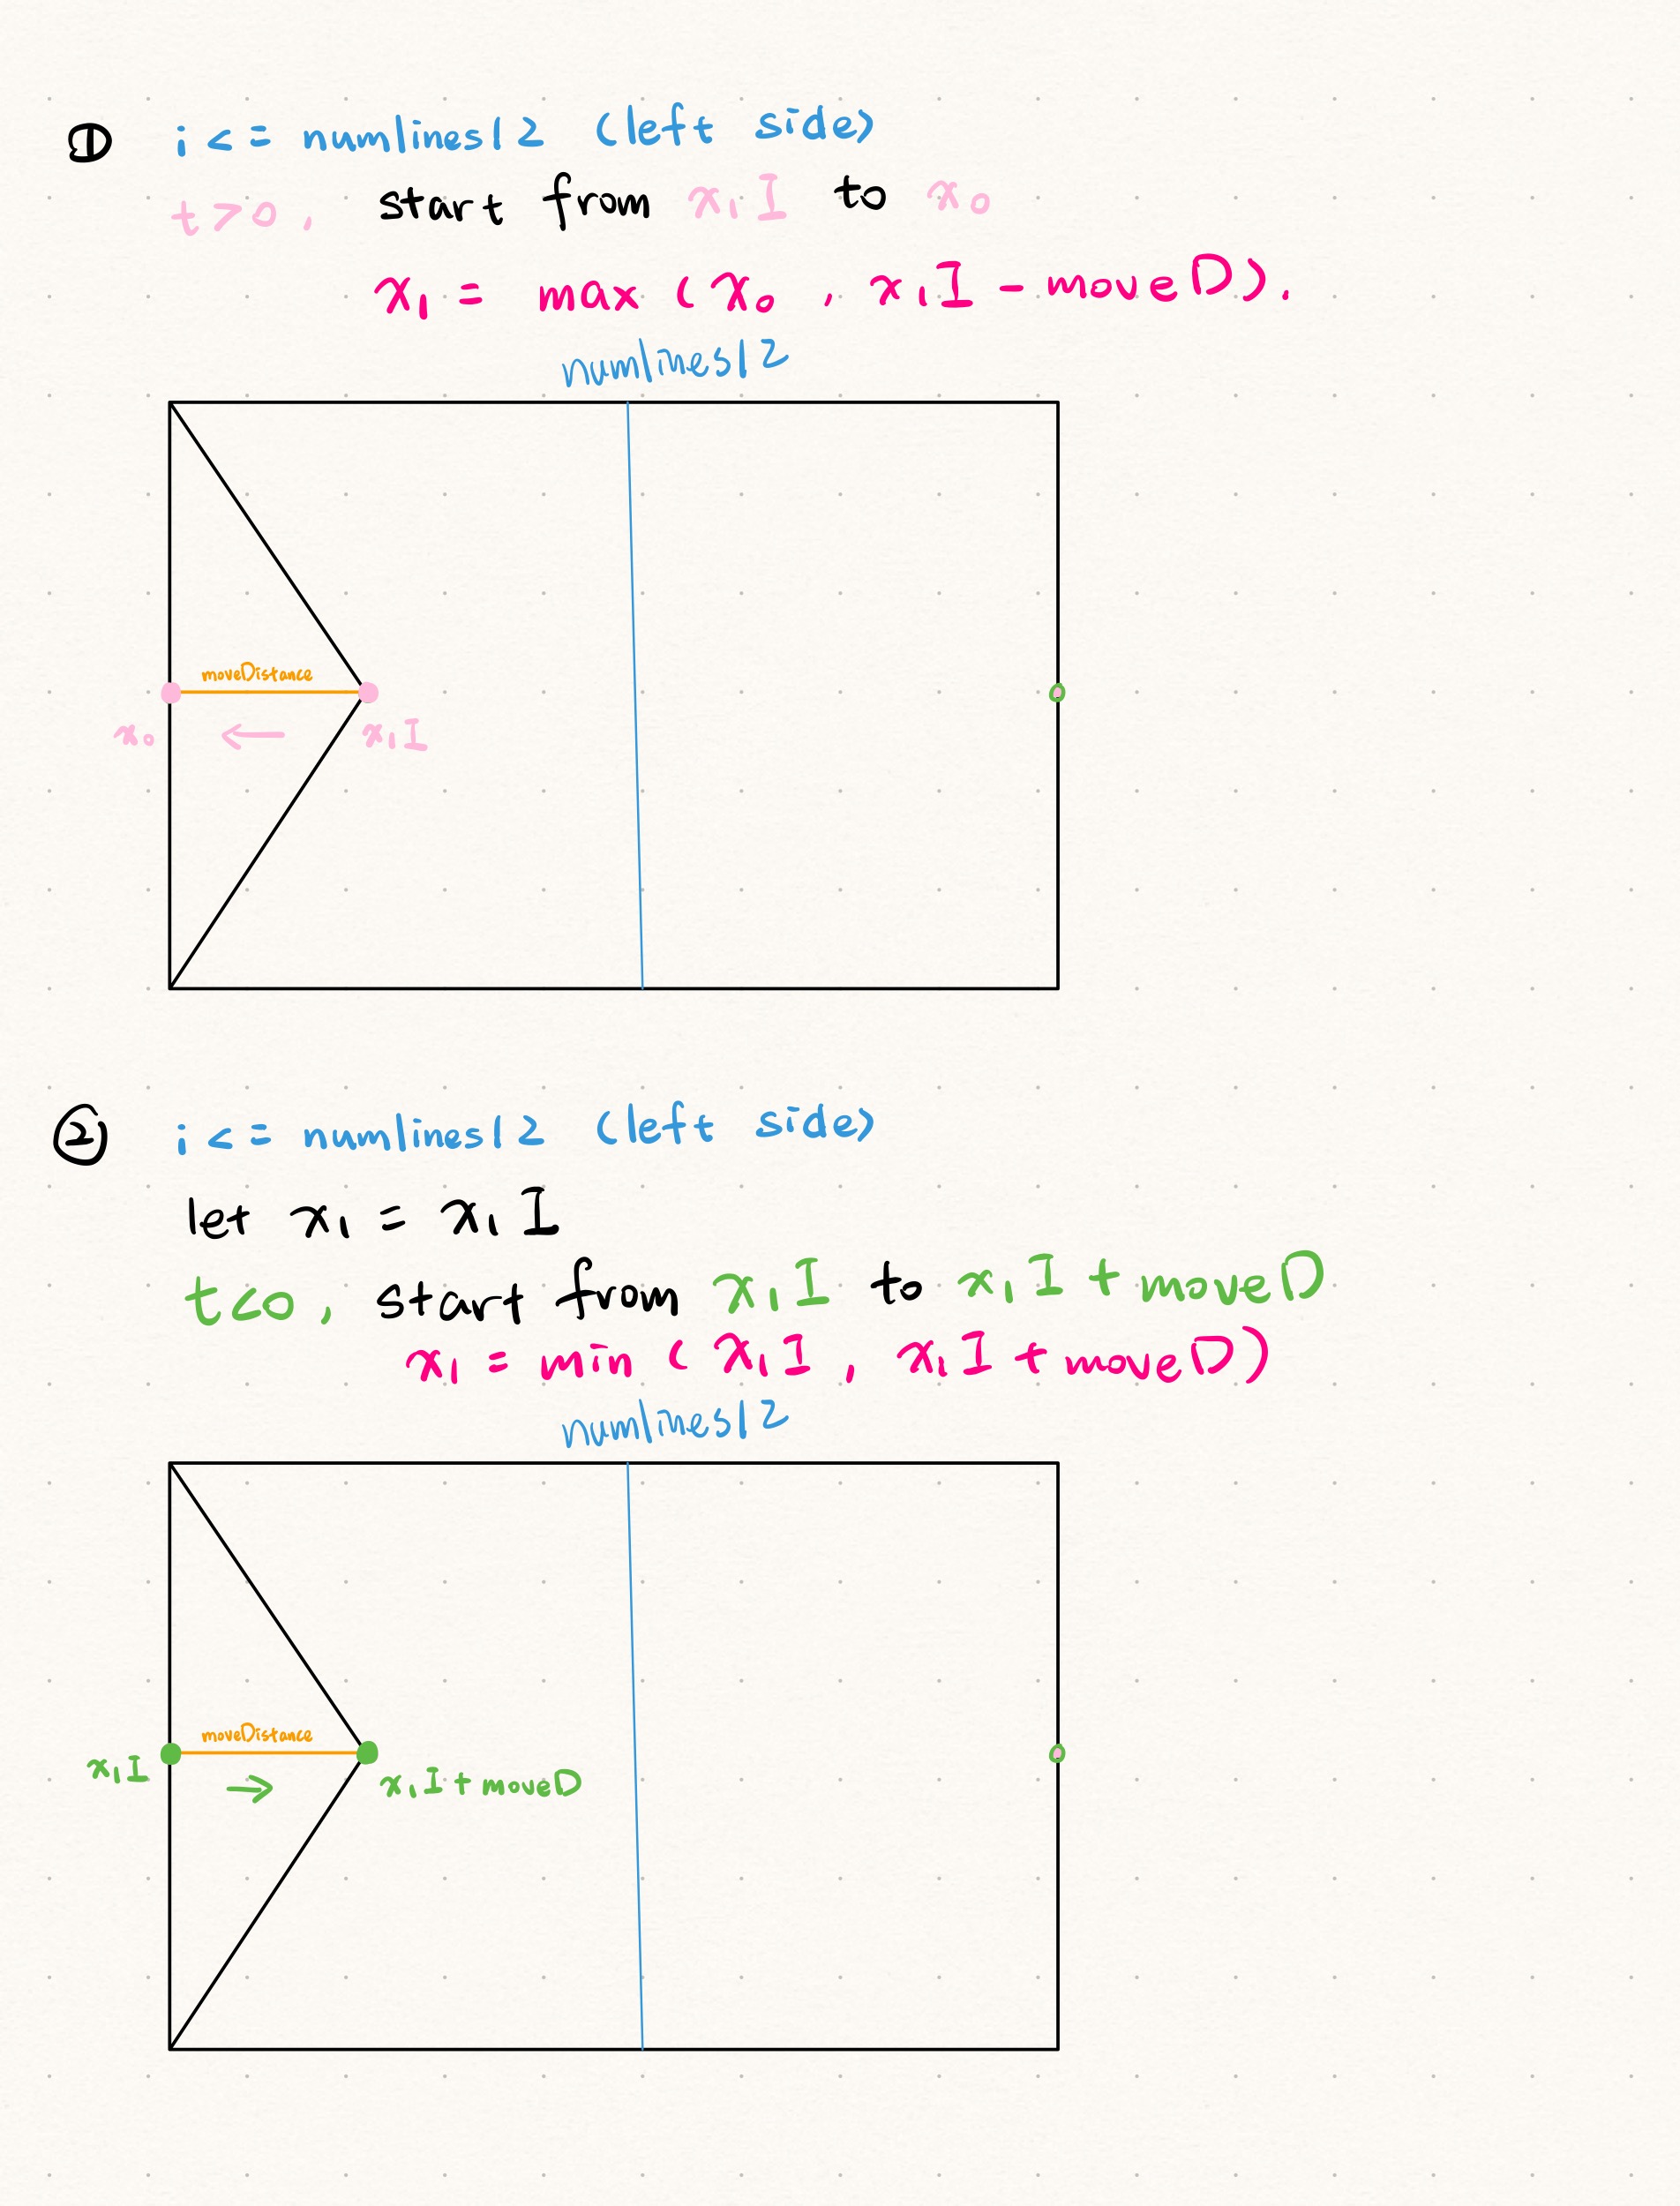 ① i <= numlines/2 (left side)
t>0, start from x₁I to x₀
x₁ = max (x₀, x₁I - moveD).
numlines/2
moveDistance
x₀ ← x₁I
② i <= numlines/2 (left side)
let x₁ = x₁I
t<0, start from x₁I to x₁I + moveD
x₁ = min (x₁I, x₁I + moveD)
numlines/2
moveDistance
x₁I → x₁I + moveD